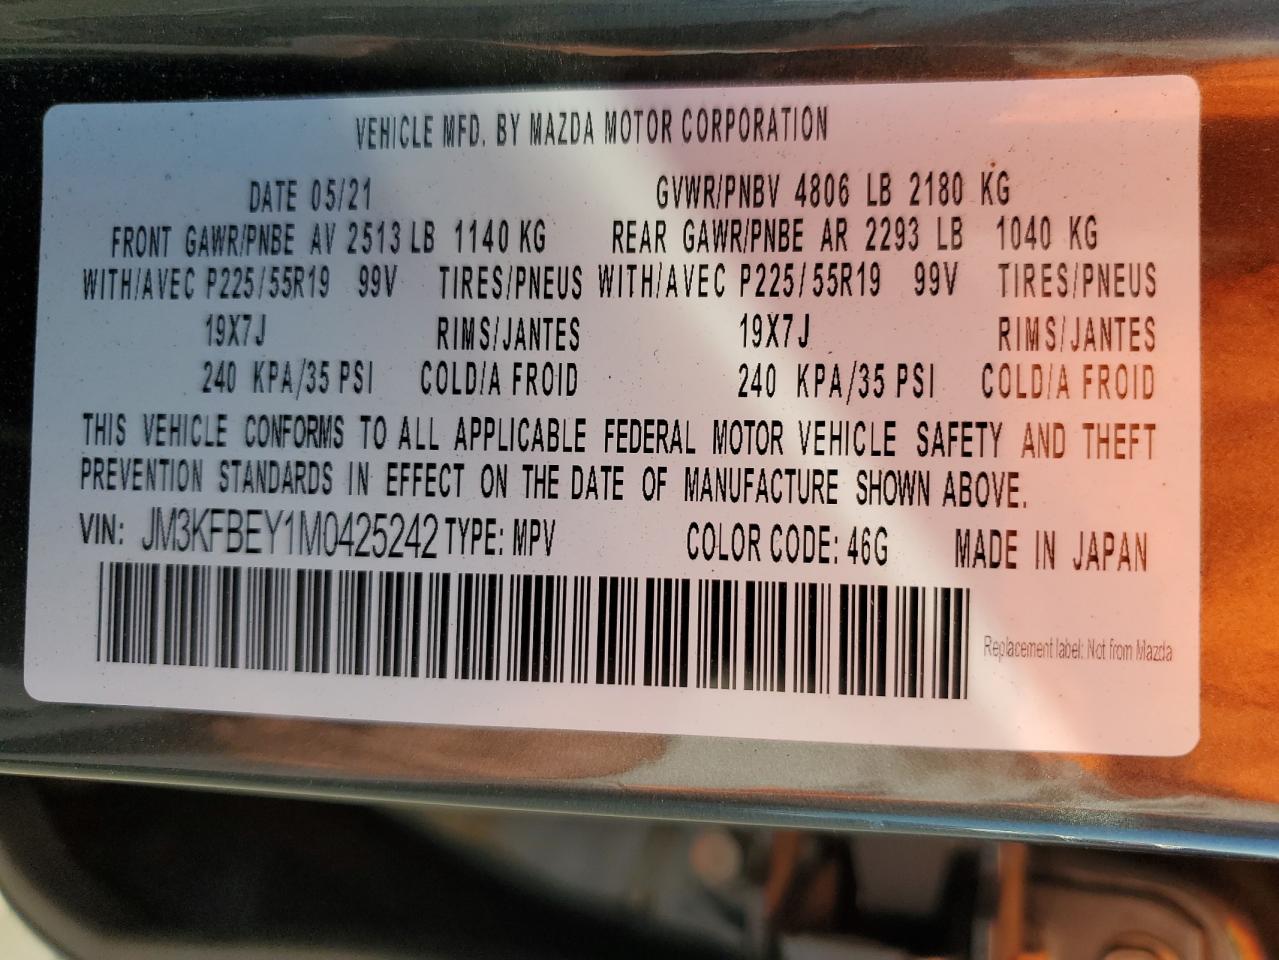 VEHICLE MFD. BY MAZDA MOTOR CORPORATION
DATE 05/21 GVWR/PNBV 4806 LB 2180 KG
FRONT GAWR/PNBE AV 2513 LB 1140 KG REAR GAWR/PNBE AR 2293 LB 1040 KG
WITH/AVEC P225/55R19 99V TIRES/PNEUS WITH/AVEC P225/55R19 99V TIRES/PNEUS
19X7J RIMS/JANTES 19X7J RIMS/JANTES
240 KPA/35 PSI COLD/A FROID 240 KPA/35 PSI COLD/A FROID
THIS VEHICLE CONFORMS TO ALL APPLICABLE FEDERAL MOTOR VEHICLE SAFETY AND THEFT
PREVENTION STANDARDS IN EFFECT ON THE DATE OF MANUFACTURE SHOWN ABOVE.
VIN: JM3KFBEY1M0425242 TYPE: MPV COLOR CODE: 46G MADE IN JAPAN
Replacement label: Not from Mazda